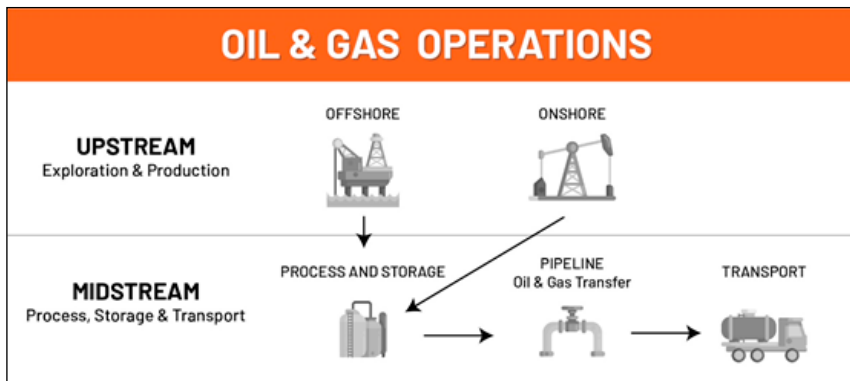 OIL & GAS OPERATIONS
OFFSHORE
ONSHORE
UPSTREAM
Exploration & Production
PROCESS AND STORAGE
PIPELINE
Oil & Gas Transfer
TRANSPORT
MIDSTREAM
Process, Storage & Transport